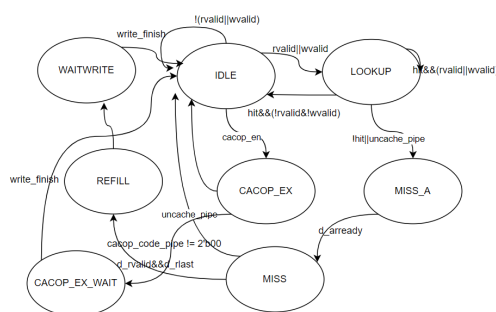 !(rvalid||wvalid)
write_finish
rvalid||wvalid
WAITWRITE
IDLE
LOOKUP
hit&&(rvalid||wvalid
hit&&(!rvalid&!wvalid)
cacop_en
!hit||uncache_pipe
write_finish
REFILL
CACOP_EX
MISS_A
uncache_pipe
cacop_code_pipe != 2'b00
d_arready
d_rvalid&&d_rlast
CACOP_EX_WAIT
MISS